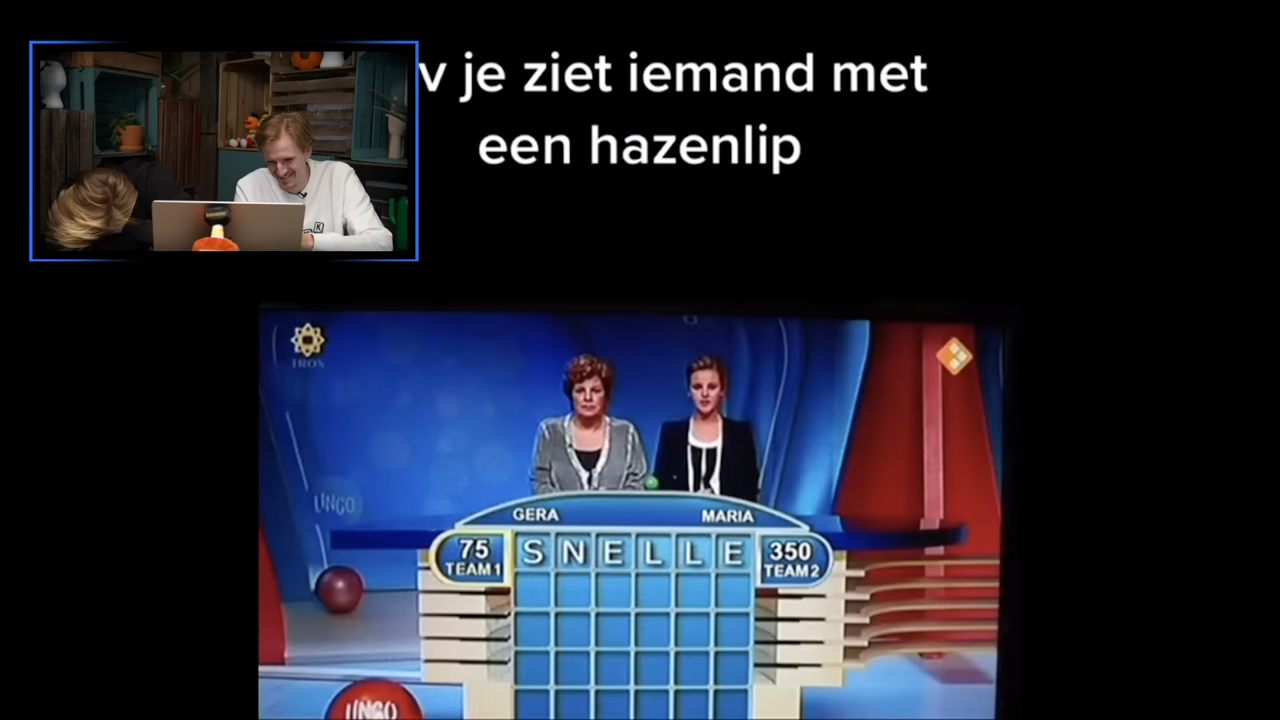 v je ziet iemand met
een hazenlip
TROS
LINGO
GERA
MARIA
75
TEAM 1
SNELLE
350
TEAM 2
LINGO
K